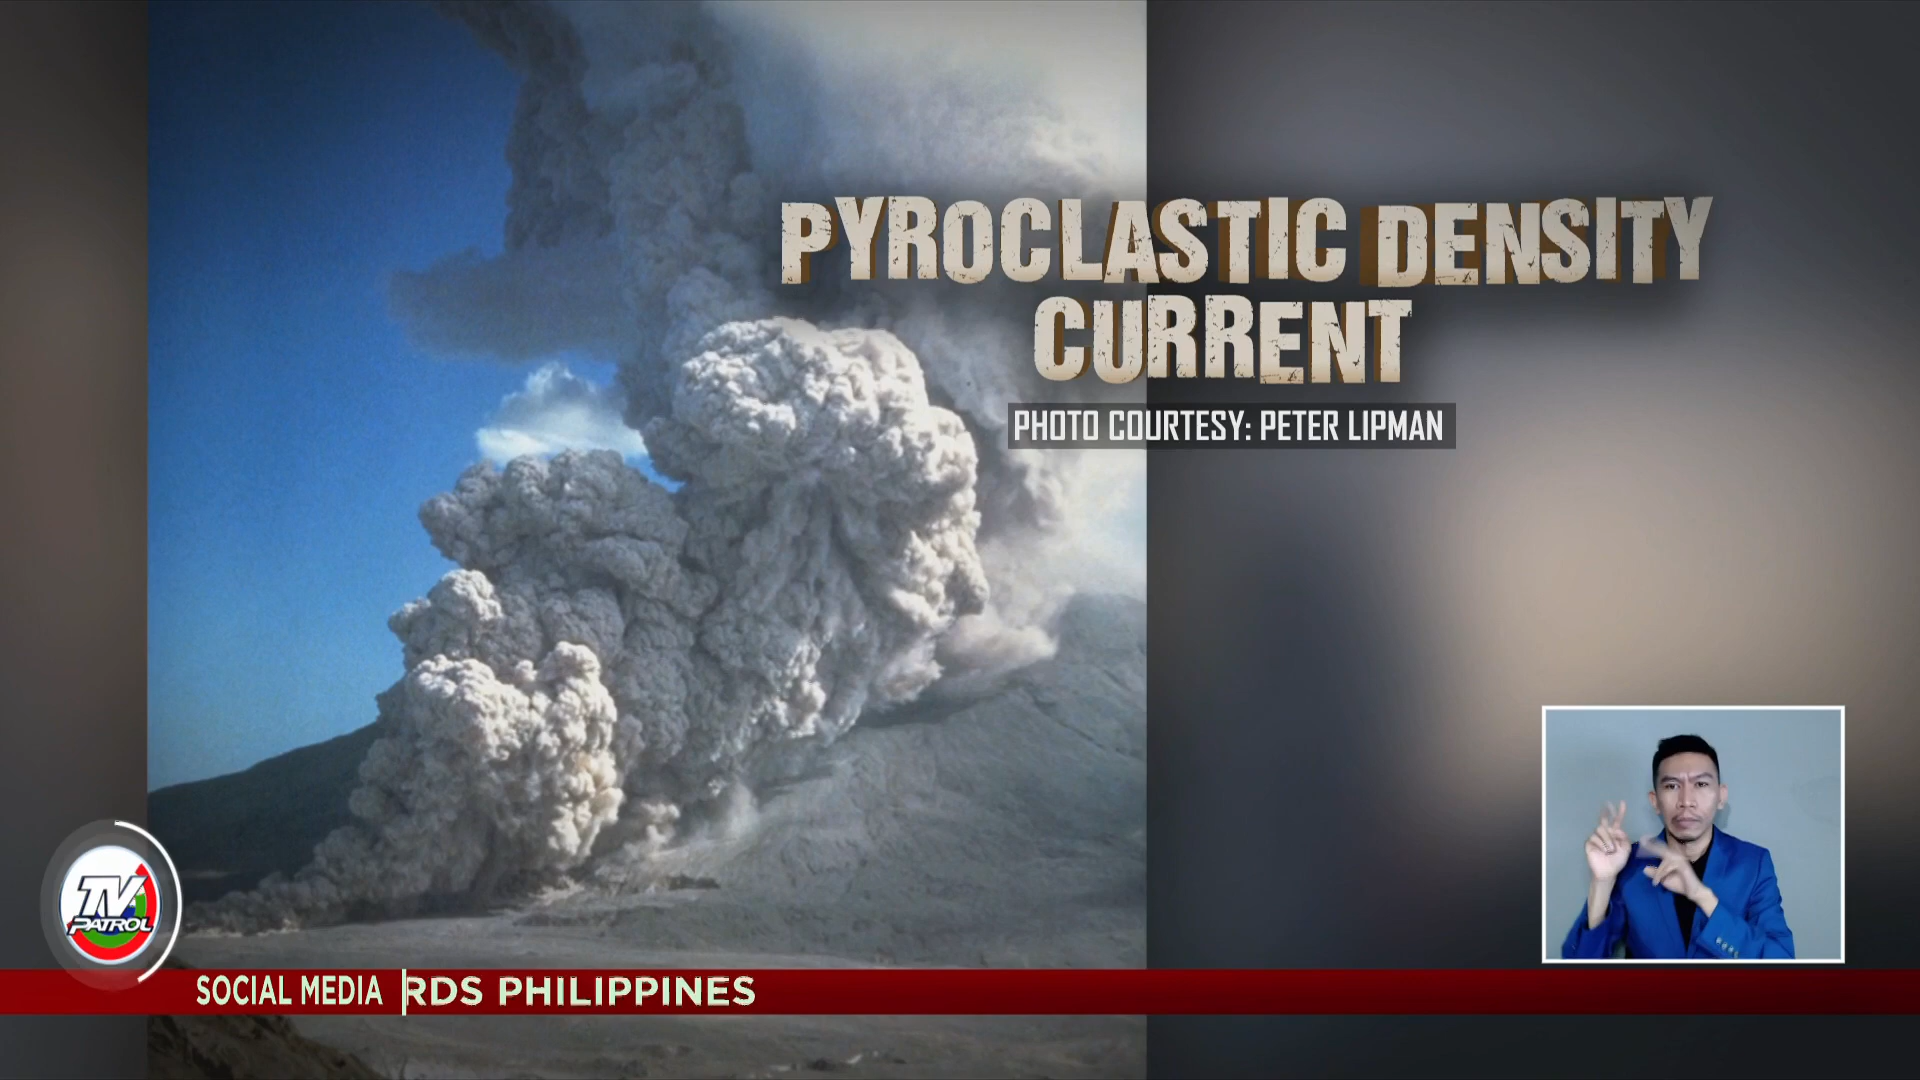 PYROCLASTIC DENSITY
CURRENT
PHOTO COURTESY: PETER LIPMAN
TV
PATROL
SOCIAL MEDIA
RDS PHILIPPINES